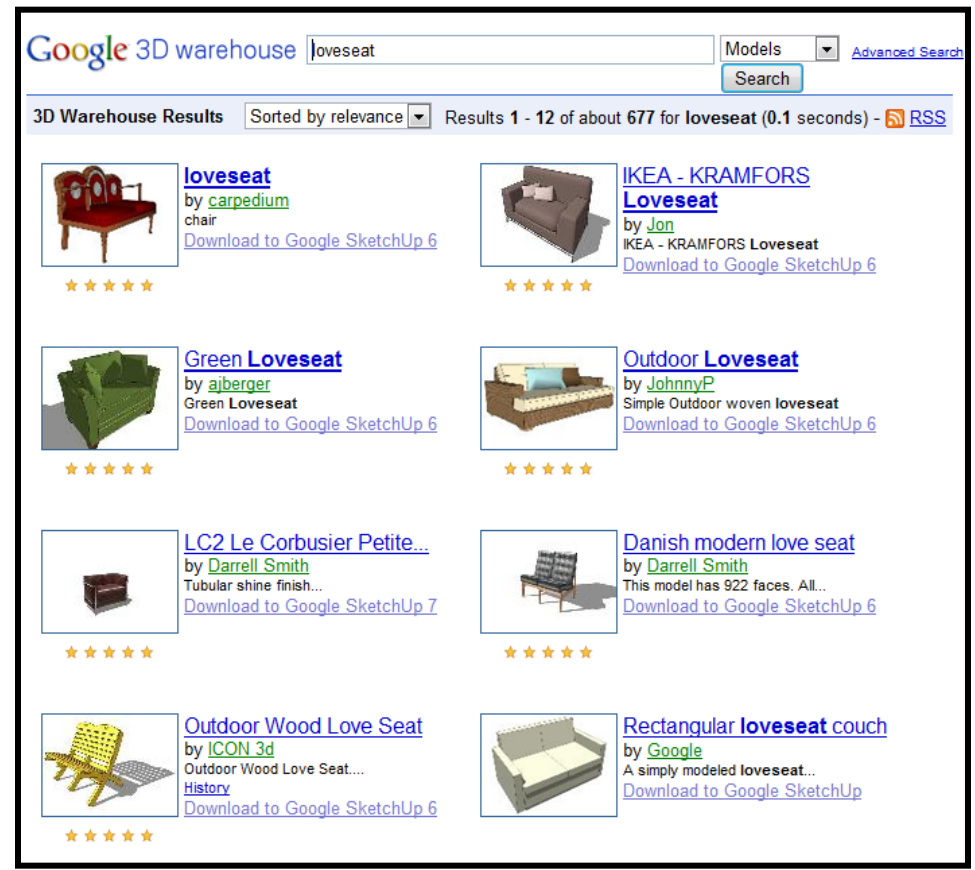 Google 3D warehouse loveseat Models Advanced Search
Search
3D Warehouse Results Sorted by relevance Results 1 - 12 of about 677 for loveseat (0.1 seconds) - RSS
loveseat
by carpedium
chair
Download to Google SketchUp 6
IKEA - KRAMFORS
Loveseat
by Jon
IKEA - KRAMFORS Loveseat
Download to Google SketchUp 6
Green Loveseat
by ajberger
Green Loveseat
Download to Google SketchUp 6
Outdoor Loveseat
by JohnnyP
Simple Outdoor woven loveseat
Download to Google SketchUp 6
LC2 Le Corbusier Petite...
by Darrell Smith
Tubular shine finish...
Download to Google SketchUp 7
Danish modern love seat
by Darrell Smith
This model has 922 faces. All...
Download to Google SketchUp 6
Outdoor Wood Love Seat
by ICON 3d
Outdoor Wood Love Seat....
History
Download to Google SketchUp 6
Rectangular loveseat couch
by Google
A simply modeled loveseat...
Download to Google SketchUp